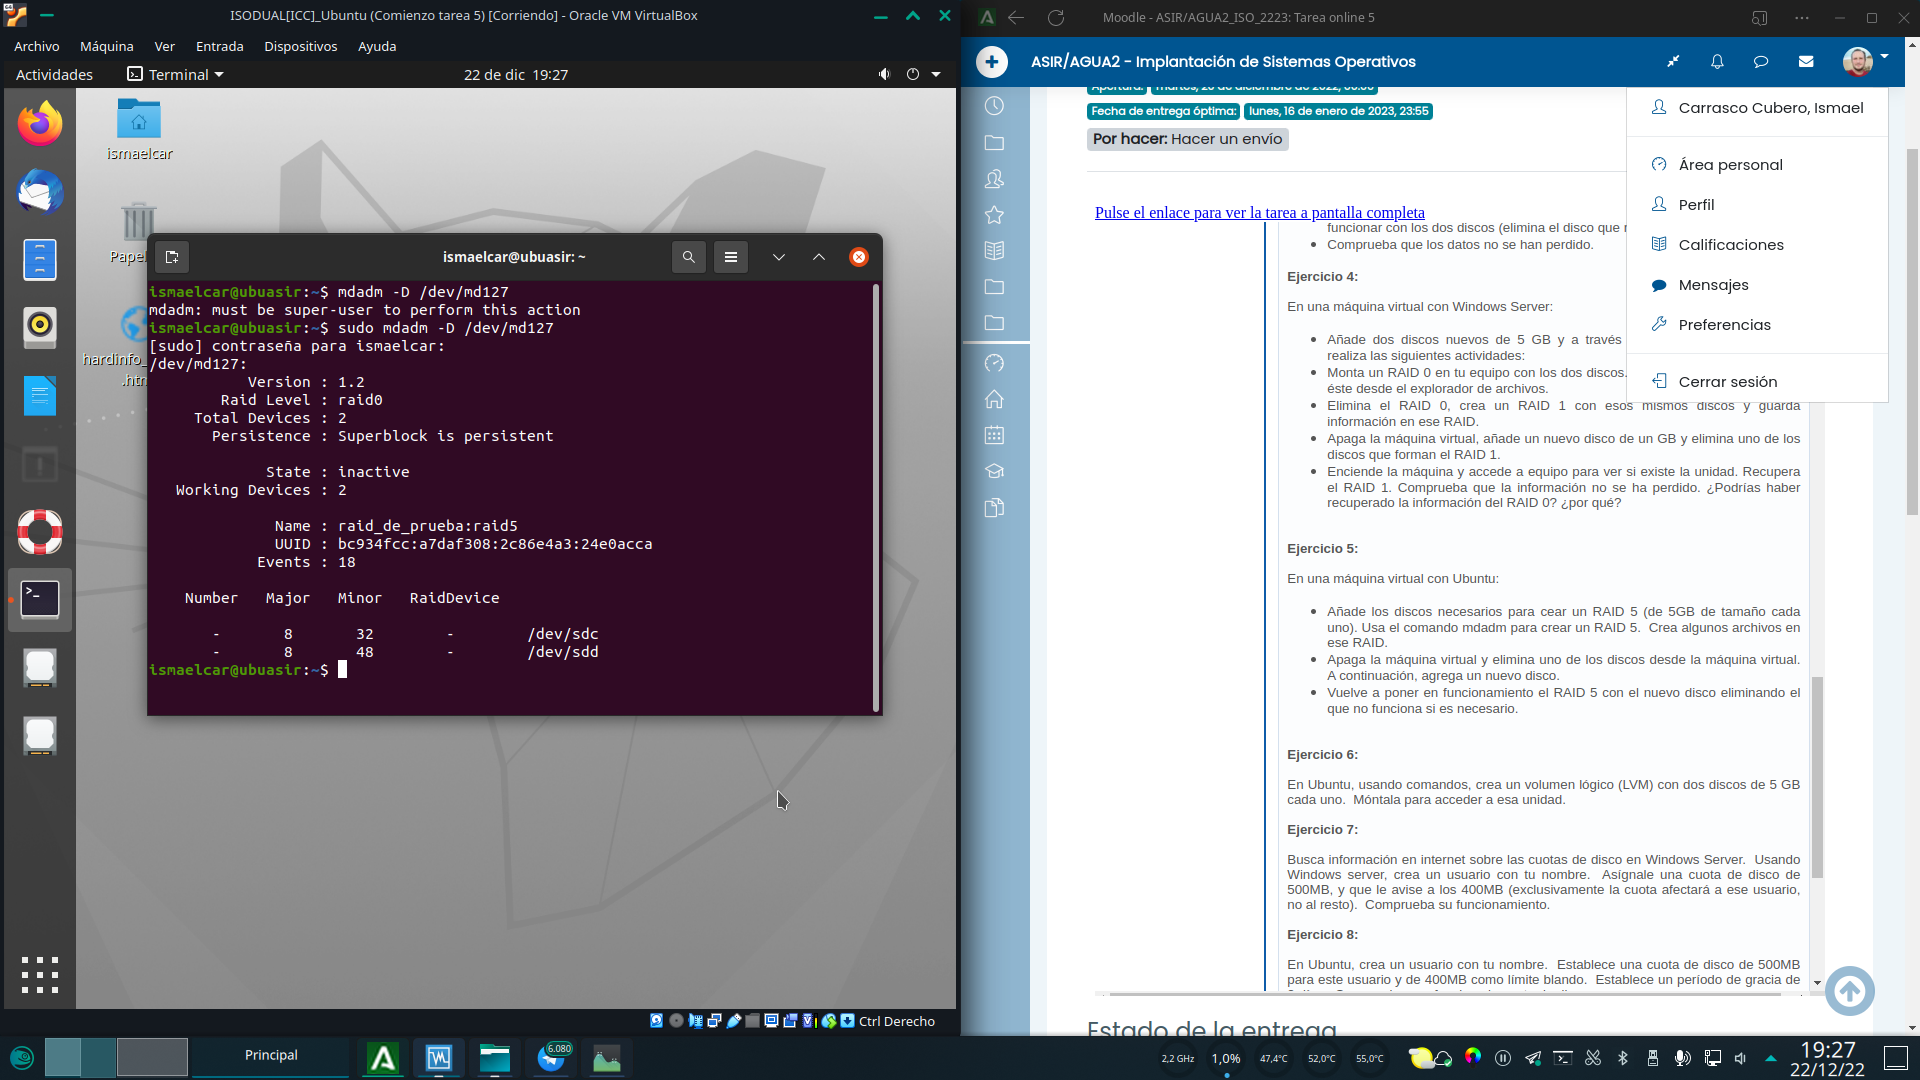 ISODUAL[ICC]_Ubuntu (Comienzo tarea 5) [Corriendo] - Oracle VM VirtualBox
Archivo Máquina Ver Entrada Dispositivos Ayuda
Actividades Terminal 22 de dic 19:27
ismaelcar
Papel
hardinfo_
.htm
ismaelcar@ubuasir: ~
ismaelcar@ubuasir:~$ mdadm -D /dev/md127
mdadm: must be super-user to perform this action
ismaelcar@ubuasir:~$ sudo mdadm -D /dev/md127
[sudo] contraseña para ismaelcar:
/dev/md127:
Version : 1.2
Raid Level : raid0
Total Devices : 2
Persistence : Superblock is persistent
State : inactive
Working Devices : 2
Name : raid_de_prueba:raid5
UUID : bc934fcc:a7daf308:2c86e4a3:24e0acca
Events : 18
Number Major Minor RaidDevice
- 8 32 - /dev/sdc
- 8 48 - /dev/sdd
ismaelcar@ubuasir:~$
Ctrl Derecho
Moodle - ASIR/AGUA2_ISO_2223: Tarea online 5
ASIR/AGUA2 - Implantación de Sistemas Operativos
Fecha de entrega óptima: lunes, 16 de enero de 2023, 23:55
Por hacer: Hacer un envío
Carrasco Cubero, Ismael
Área personal
Perfil
Calificaciones
Mensajes
Preferencias
Cerrar sesión
Pulse el enlace para ver la tarea a pantalla completa
funcionar con los dos discos (elimina el disco que
Comprueba que los datos no se han perdido.
Ejercicio 4:
En una máquina virtual con Windows Server:
Añade dos discos nuevos de 5 GB y a través
realiza las siguientes actividades:
Monta un RAID 0 en tu equipo con los dos discos.
éste desde el explorador de archivos.
Elimina el RAID 0, crea un RAID 1 con esos mismos discos y guarda
información en ese RAID.
Apaga la máquina virtual, añade un nuevo disco de un GB y elimina uno de los
discos que forman el RAID 1.
Enciende la máquina y accede a equipo para ver si existe la unidad. Recupera
el RAID 1. Comprueba que la información no se ha perdido. ¿Podrías haber
recuperado la información del RAID 0? ¿por qué?
Ejercicio 5:
En una máquina virtual con Ubuntu:
Añade los discos necesarios para cear un RAID 5 (de 5GB de tamaño cada
uno). Usa el comando mdadm para crear un RAID 5. Crea algunos archivos en
ese RAID.
Apaga la máquina virtual y elimina uno de los discos desde la máquina virtual.
A continuación, agrega un nuevo disco.
Vuelve a poner en funcionamiento el RAID 5 con el nuevo disco eliminando el
que no funciona si es necesario.
Ejercicio 6:
En Ubuntu, usando comandos, crea un volumen lógico (LVM) con dos discos de 5 GB
cada uno. Móntala para acceder a esa unidad.
Ejercicio 7:
Busca información en internet sobre las cuotas de disco en Windows Server. Usando
Windows server, crea un usuario con tu nombre. Asígnale una cuota de disco de
500MB, y que le avise a los 400MB (exclusivamente la cuota afectará a ese usuario,
no al resto). Comprueba su funcionamiento.
Ejercicio 8:
En Ubuntu, crea un usuario con tu nombre. Establece una cuota de disco de 500MB
para este usuario y de 400MB como límite blando. Establece un período de gracia de
Estado de la entrega
Principal
6.080
2,2 GHz 1,0% 47,4°C 52,0°C 55,0°C
19:27
22/12/22